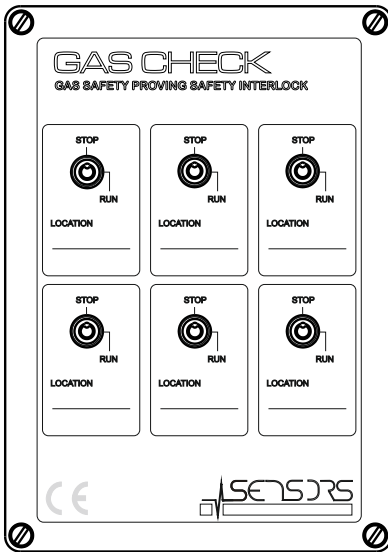 GAS CHECK
GAS SAFETY PROVING SAFETY INTERLOCK
STOP STOP STOP
RUN RUN RUN
LOCATION LOCATION LOCATION
STOP STOP STOP
RUN RUN RUN
LOCATION LOCATION LOCATION
CE
SENSORS